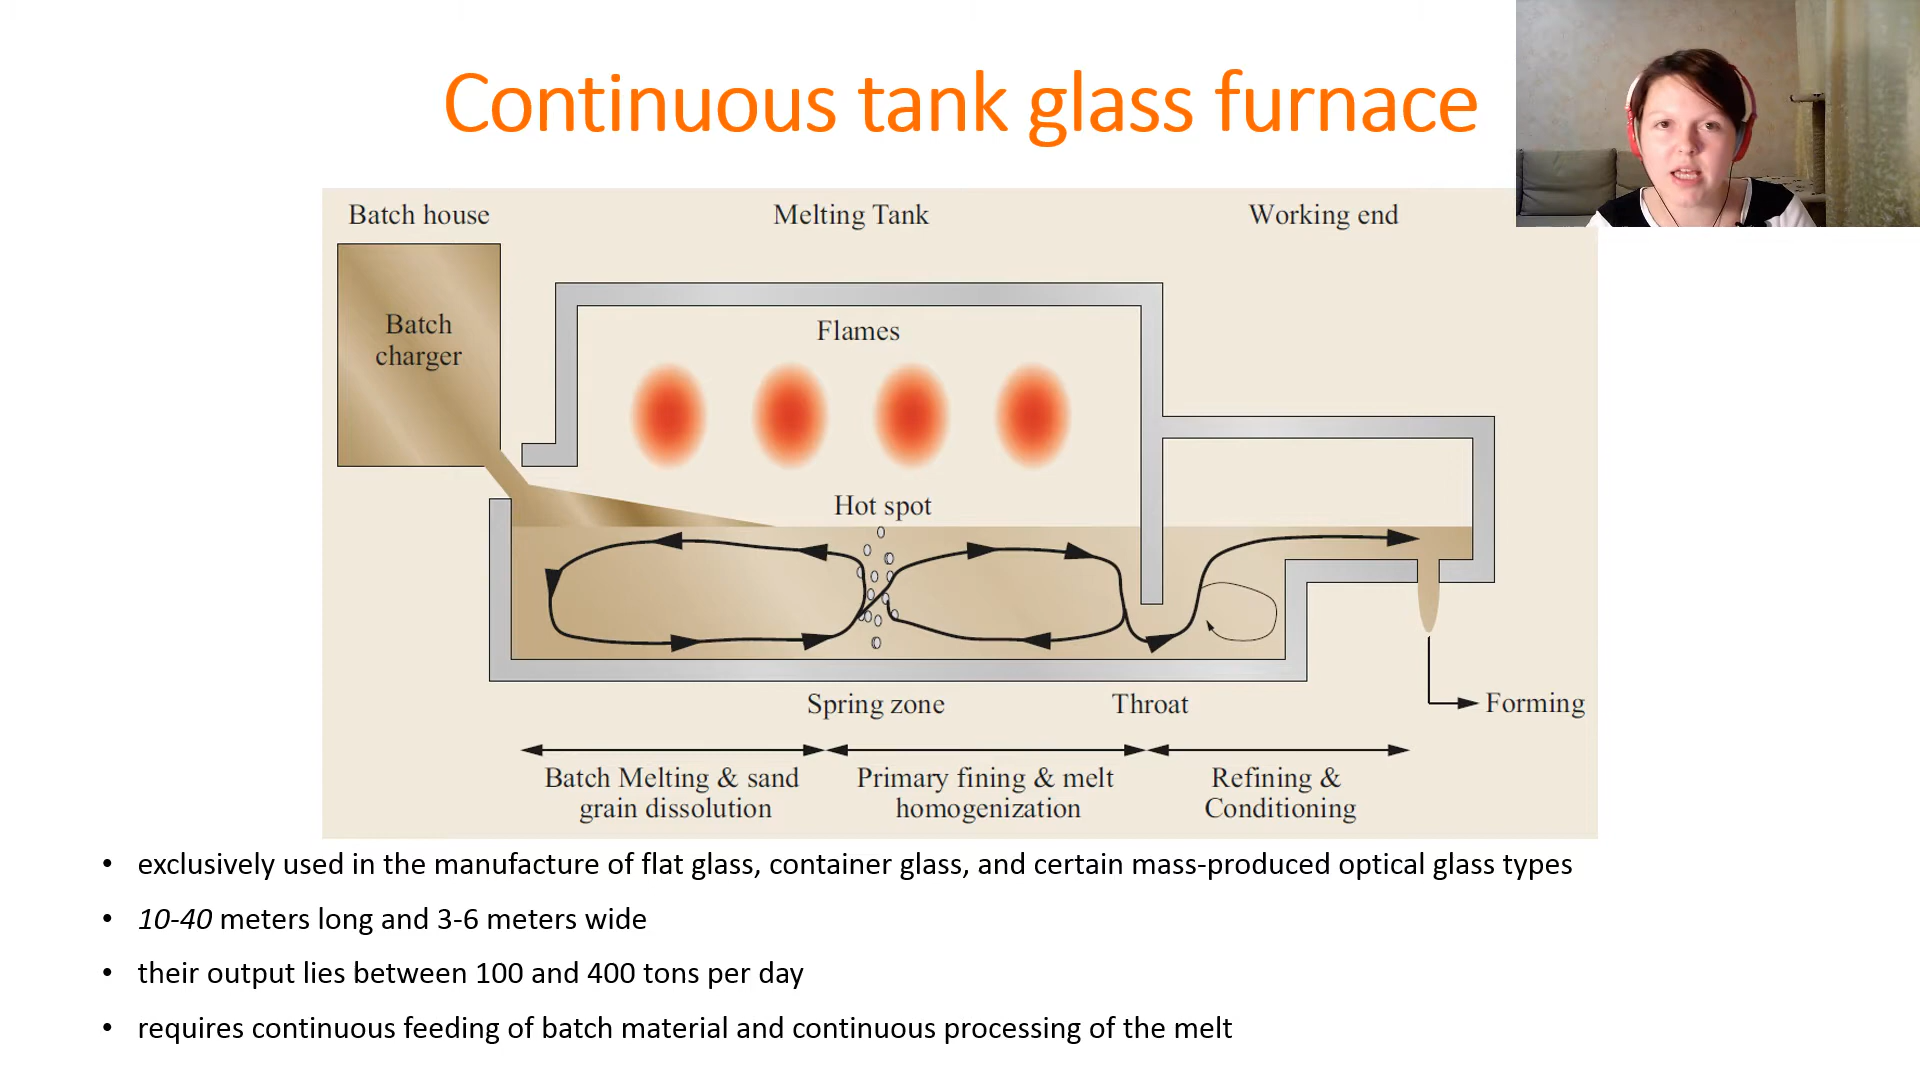 Continuous tank glass furnace
Batch house
Melting Tank
Working end
Batch
charger
Flames
Hot spot
Spring zone
Throat
Forming
Batch Melting & sand
grain dissolution
Primary fining & melt
homogenization
Refining &
Conditioning
• exclusively used in the manufacture of flat glass, container glass, and certain mass-produced optical glass types
• 10-40 meters long and 3-6 meters wide
• their output lies between 100 and 400 tons per day
• requires continuous feeding of batch material and continuous processing of the melt